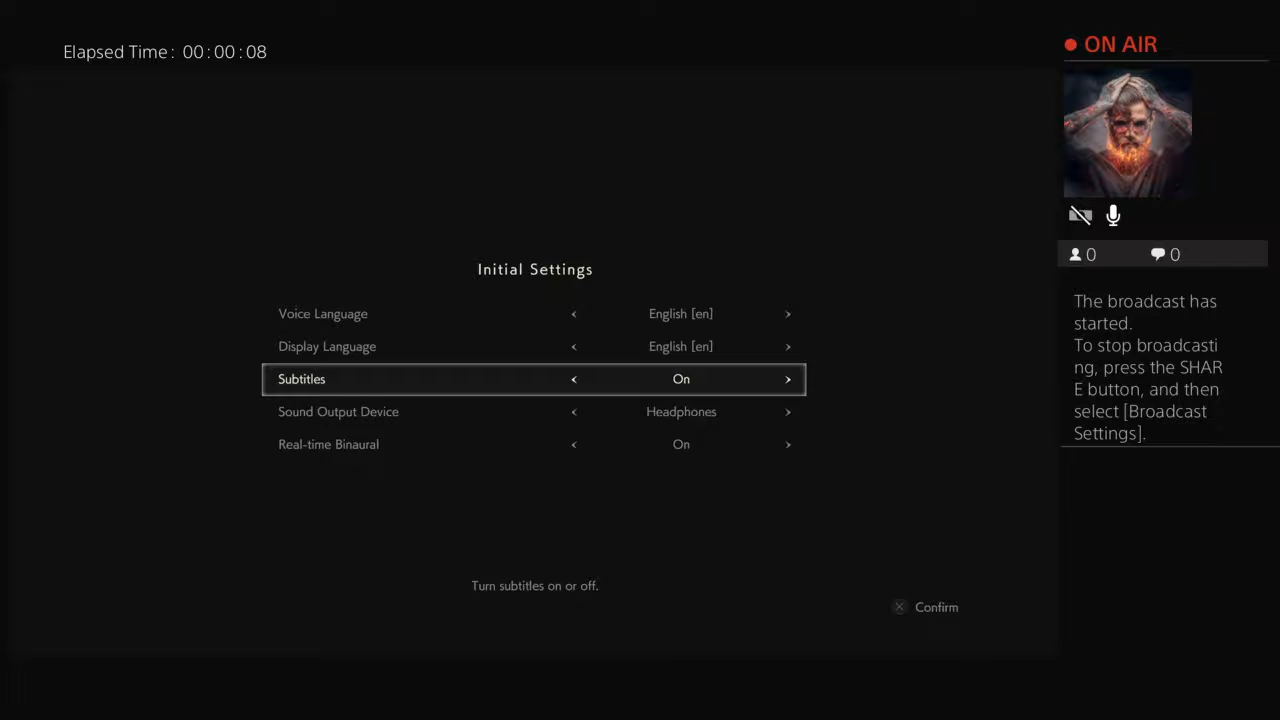 Elapsed Time : 00:00:08
ON AIR
0 0
The broadcast has
started.
To stop broadcasti
ng, press the SHAR
E button, and then
select [Broadcast
Settings].
Initial Settings
Voice Language < English [en] >
Display Language < English [en] >
Subtitles < On >
Sound Output Device < Headphones >
Real-time Binaural < On >
Turn subtitles on or off.
Confirm